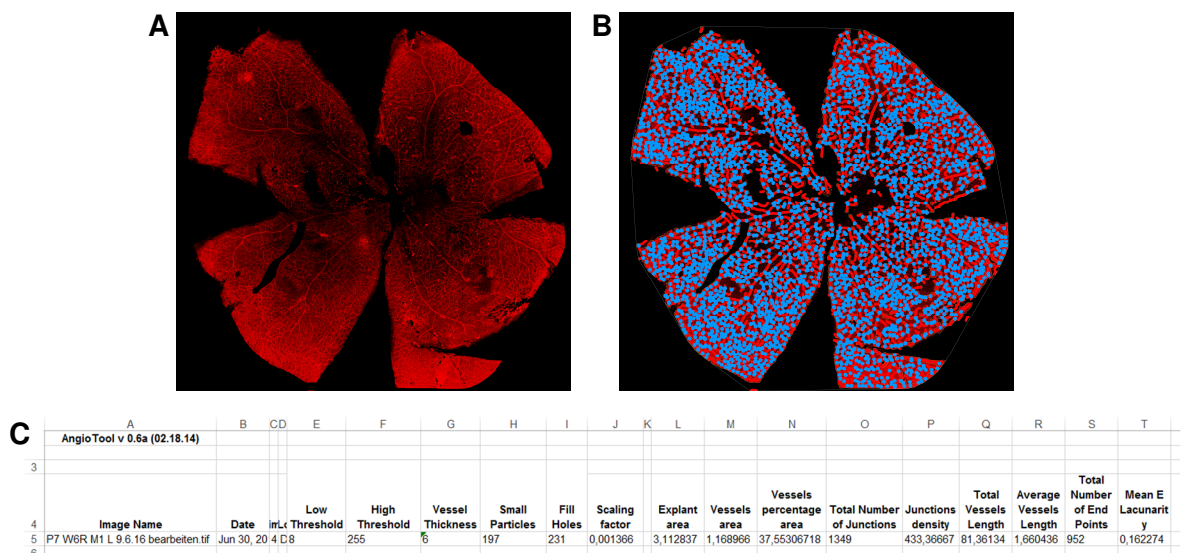 A B
C
A B C D E F G H I J K L M N O P Q R S T
AngioTool v 0.6a (02.18.14)
3
Total
Vessels Total Average Number Mean E
Low High Vessel Small Fill Scaling Explant Vessels percentage Total Number Junctions Vessels Vessels of End Lacunarit
4 Image Name Date Threshold Threshold Thickness Particles Holes factor area area area of Junctions density Length Length Points y
5 P7 W6R M1 L 9.6.16 bearbeiten.tif Jun 30, 20 4 D 8 255 6 197 231 0,001366 3,112837 1,168966 37,55306718 1349 433,36667 81,36134 1,660436 952 0,162274